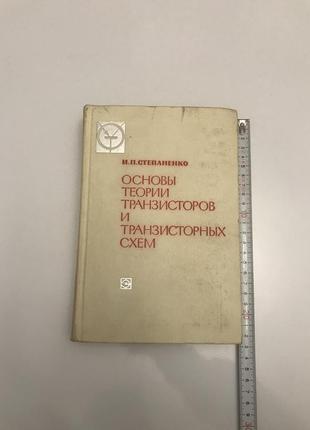 И.П.СТЕПАНЕНКО
ОСНОВЫ
ТЕОРИИ
ТРАНЗИСТОРОВ
И
ТРАНЗИСТОРНЫХ
СХЕМ